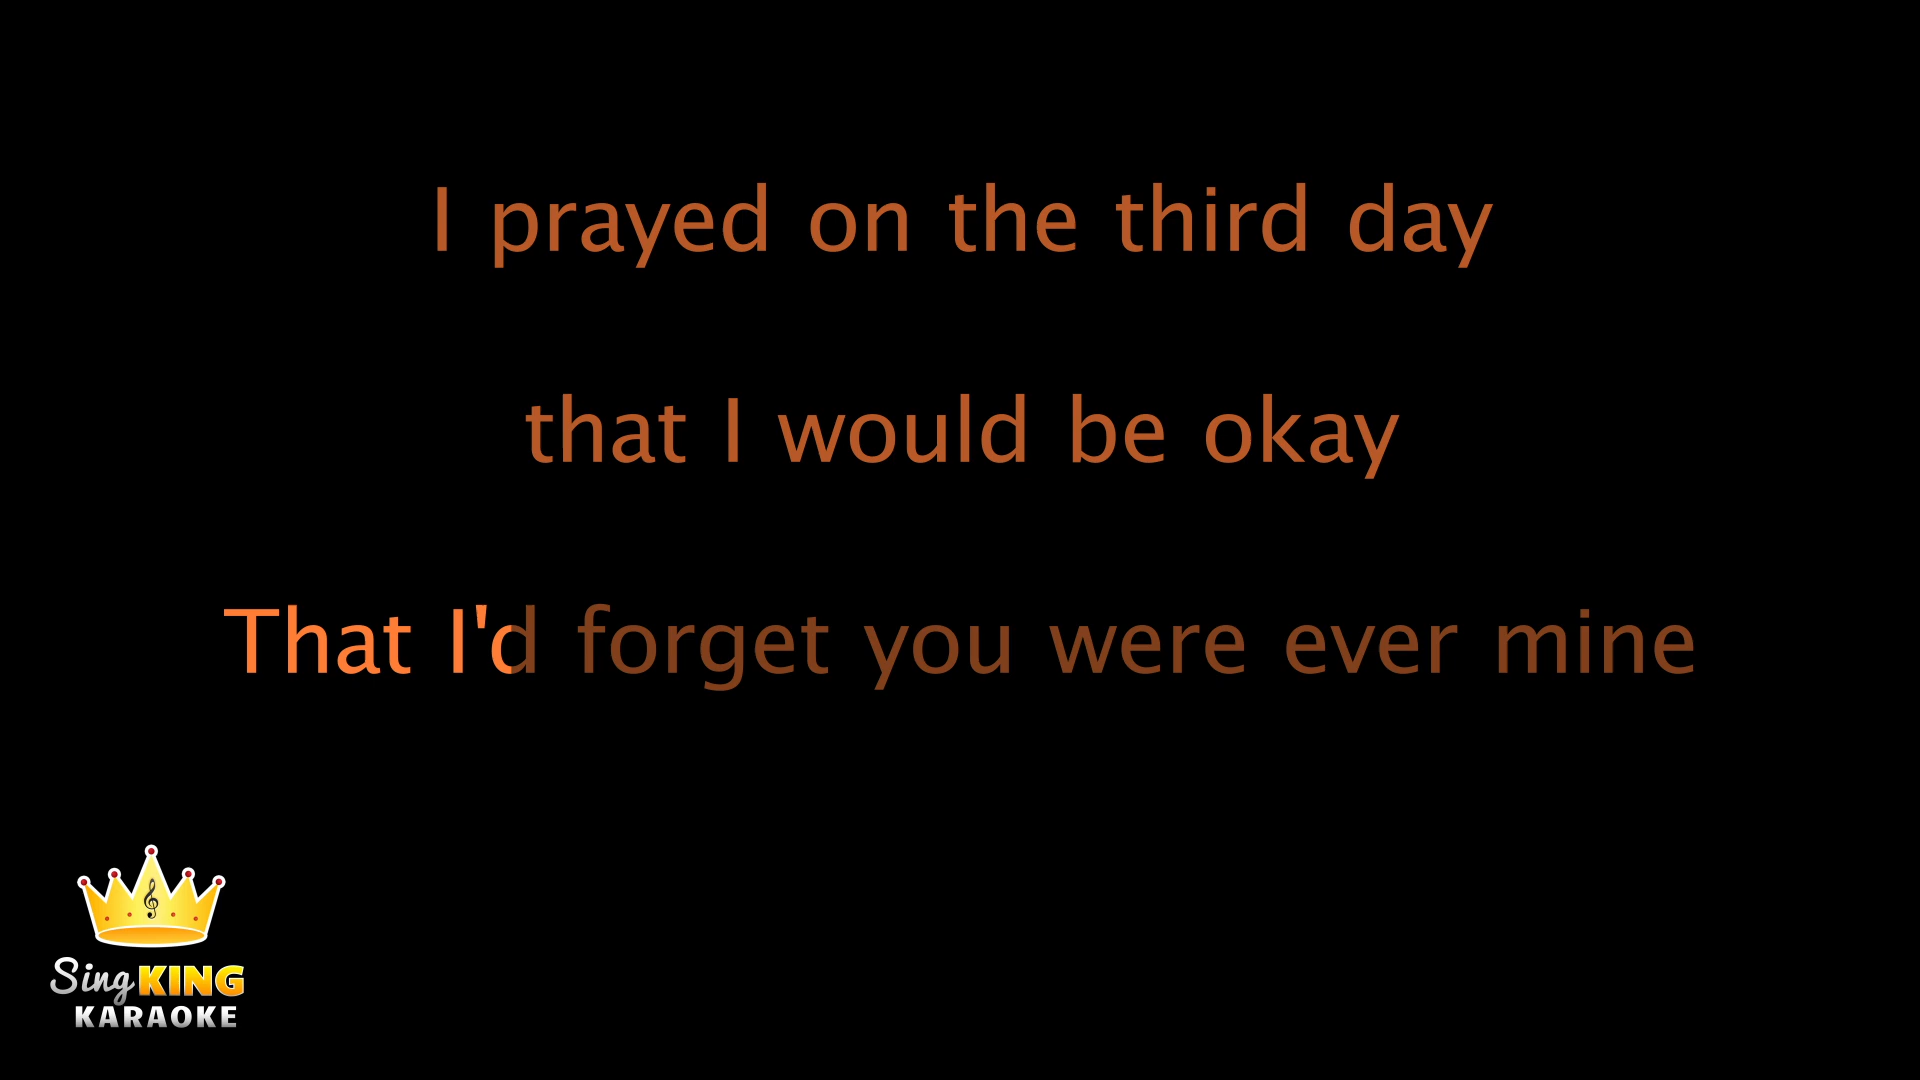 I prayed on the third day
that I would be okay
That I'd forget you were ever mine
Sing KING
KARAOKE